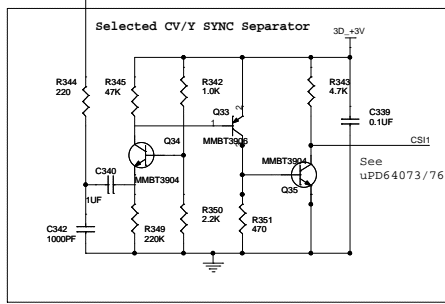 Selected CV/Y SYNC Separator
3D_+3V
R344
220
R345
47K
R342
1.0K
R343
4.7K
Q33
2
1
MMBT3906
C339
0.1UF
Q34
CSI1
MMBT3904
MMBT3904
See
uPD64073/76
C340
1UF
Q35
C342
1000PF
R349
220K
R350
2.2K
R351
470